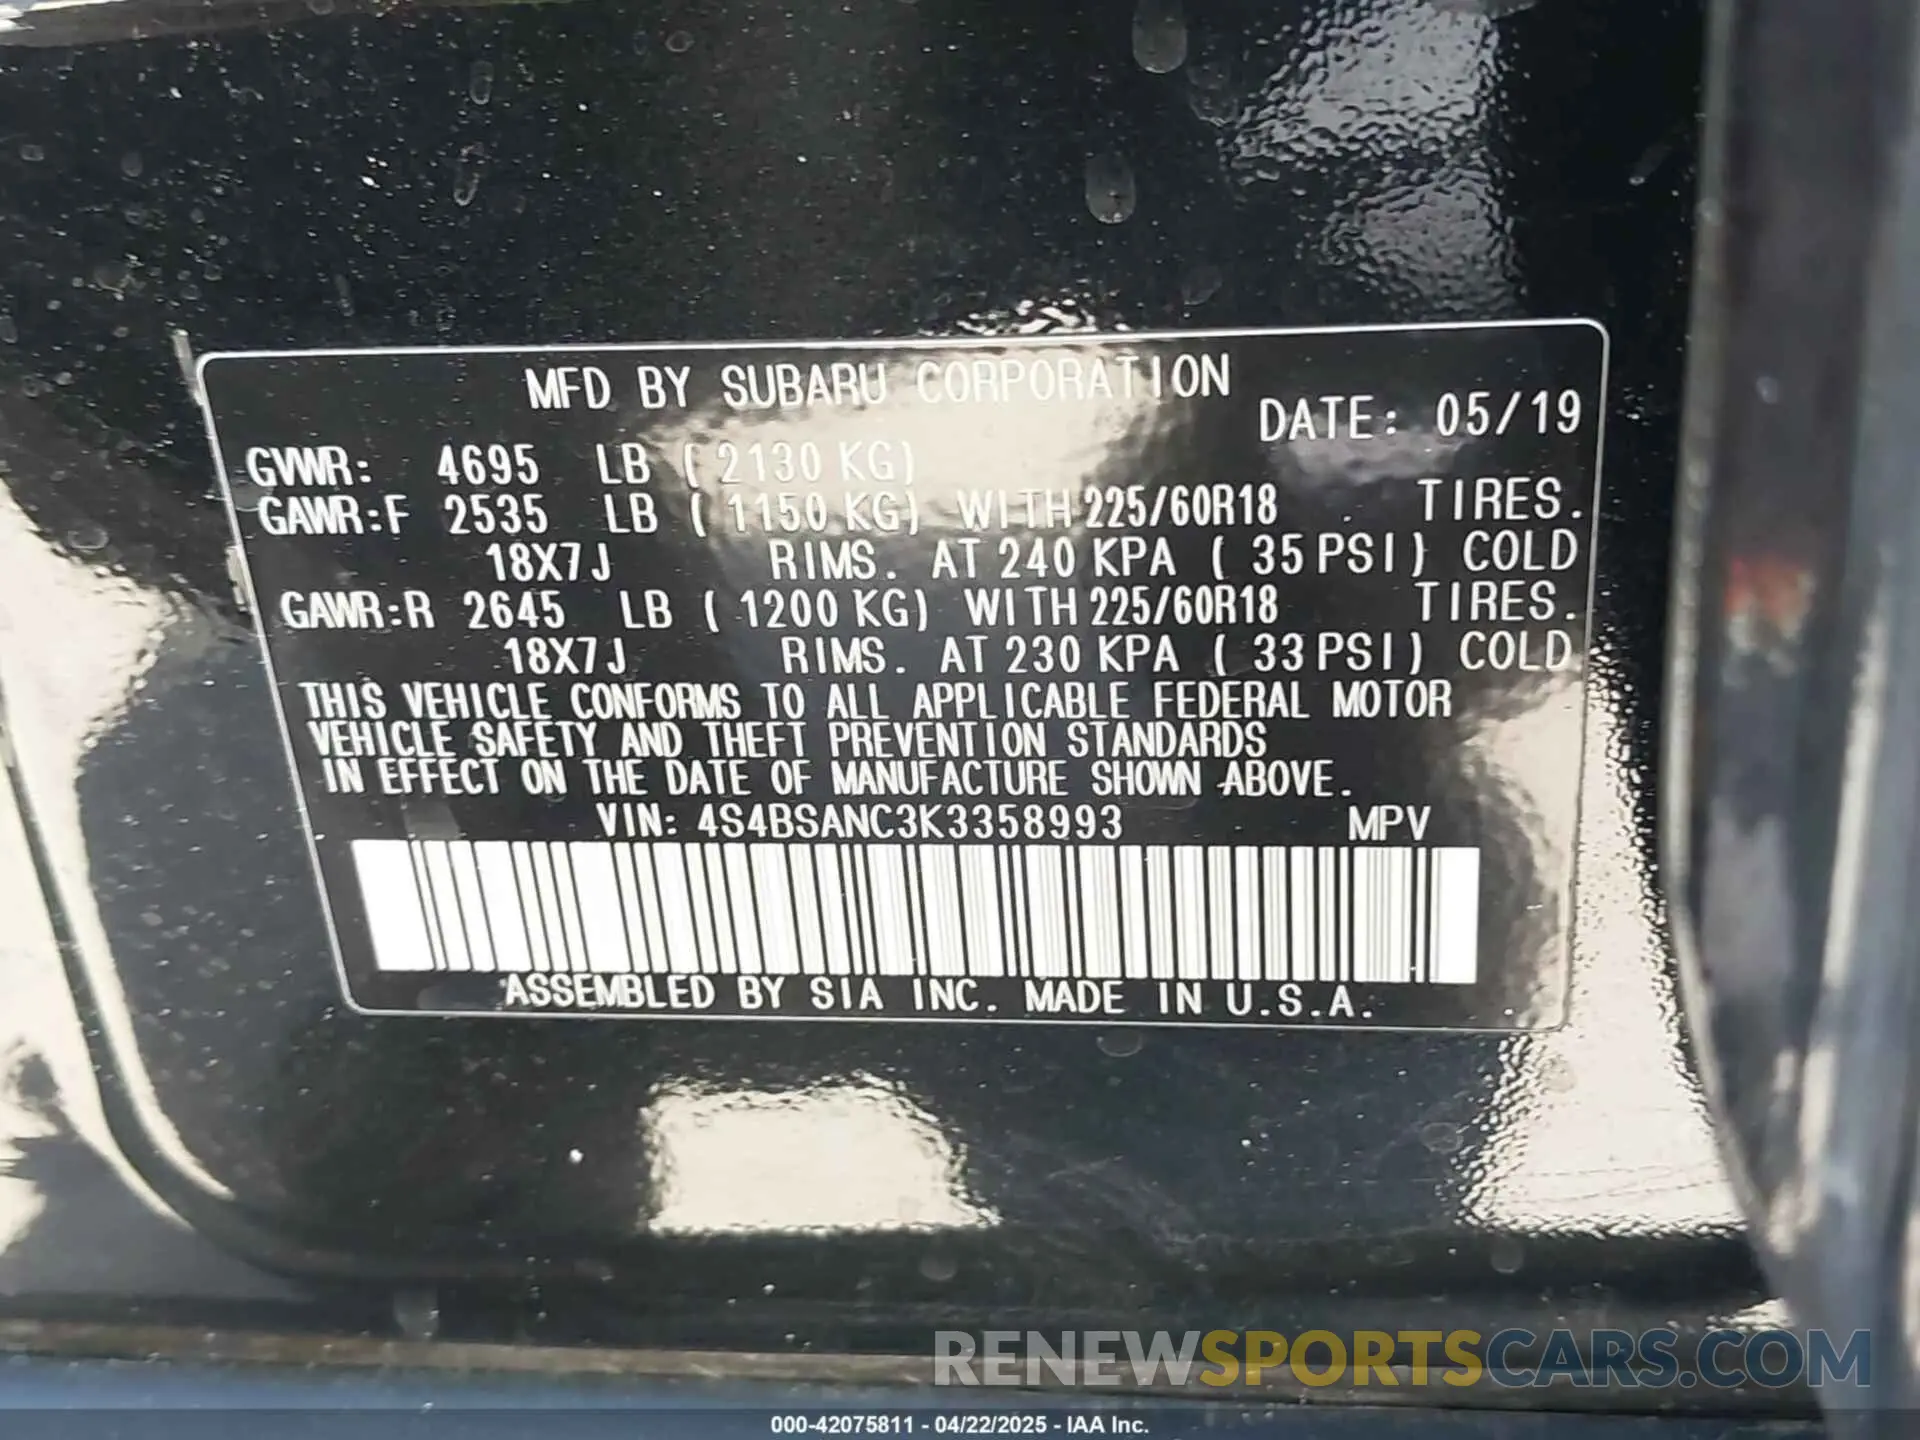 MFD BY SUBARU CORPORATION
DATE: 05/19
GVWR: 4695 LB ( 2130 KG)
GAWR:F 2535 LB ( 1150 KG) WITH 225/60R18 TIRES.
18X7J RIMS. AT 240 KPA ( 35 PSI) COLD
GAWR:R 2645 LB ( 1200 KG) WITH 225/60R18 TIRES.
18X7J RIMS. AT 230 KPA ( 33 PSI) COLD
THIS VEHICLE CONFORMS TO ALL APPLICABLE FEDERAL MOTOR
VEHICLE SAFETY AND THEFT PREVENTION STANDARDS
IN EFFECT ON THE DATE OF MANUFACTURE SHOWN ABOVE.
VIN: 4S4BSANC3K3358993 MPV
ASSEMBLED BY SIA INC. MADE IN U.S.A.
RENEWSPORTSCARS.COM
000-42075811 - 04/22/2025 - IAA Inc.